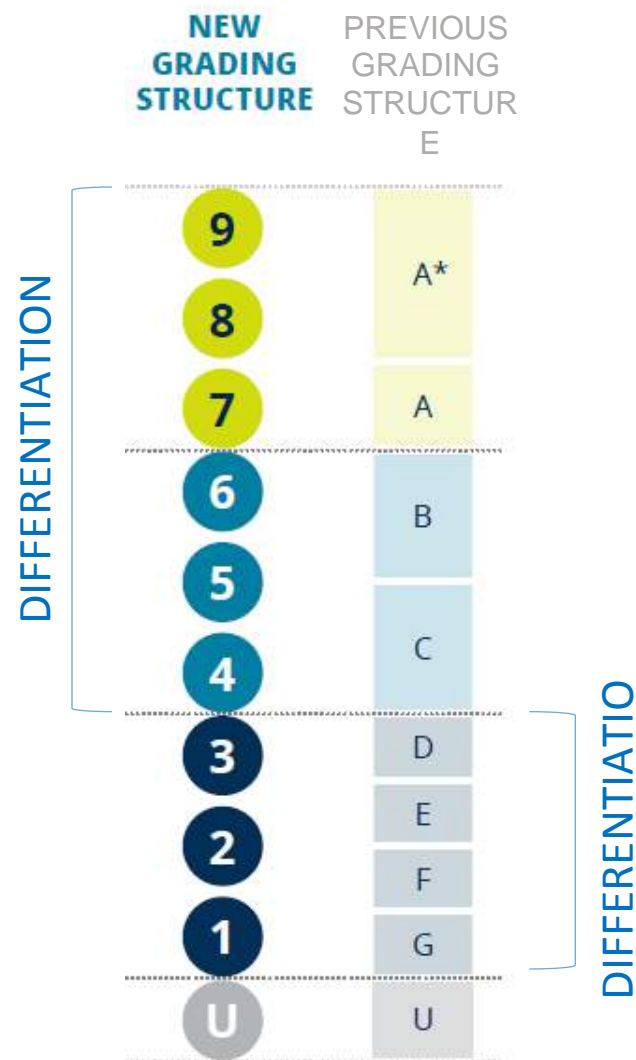 NEW
GRADING
STRUCTURE
PREVIOUS
GRADING
STRUCTUR
E
DIFFERENTIATION
9
8
7
6
5
4
3
2
1
U
A*
A
B
C
D
E
F
G
U
DIFFERENTIATIO